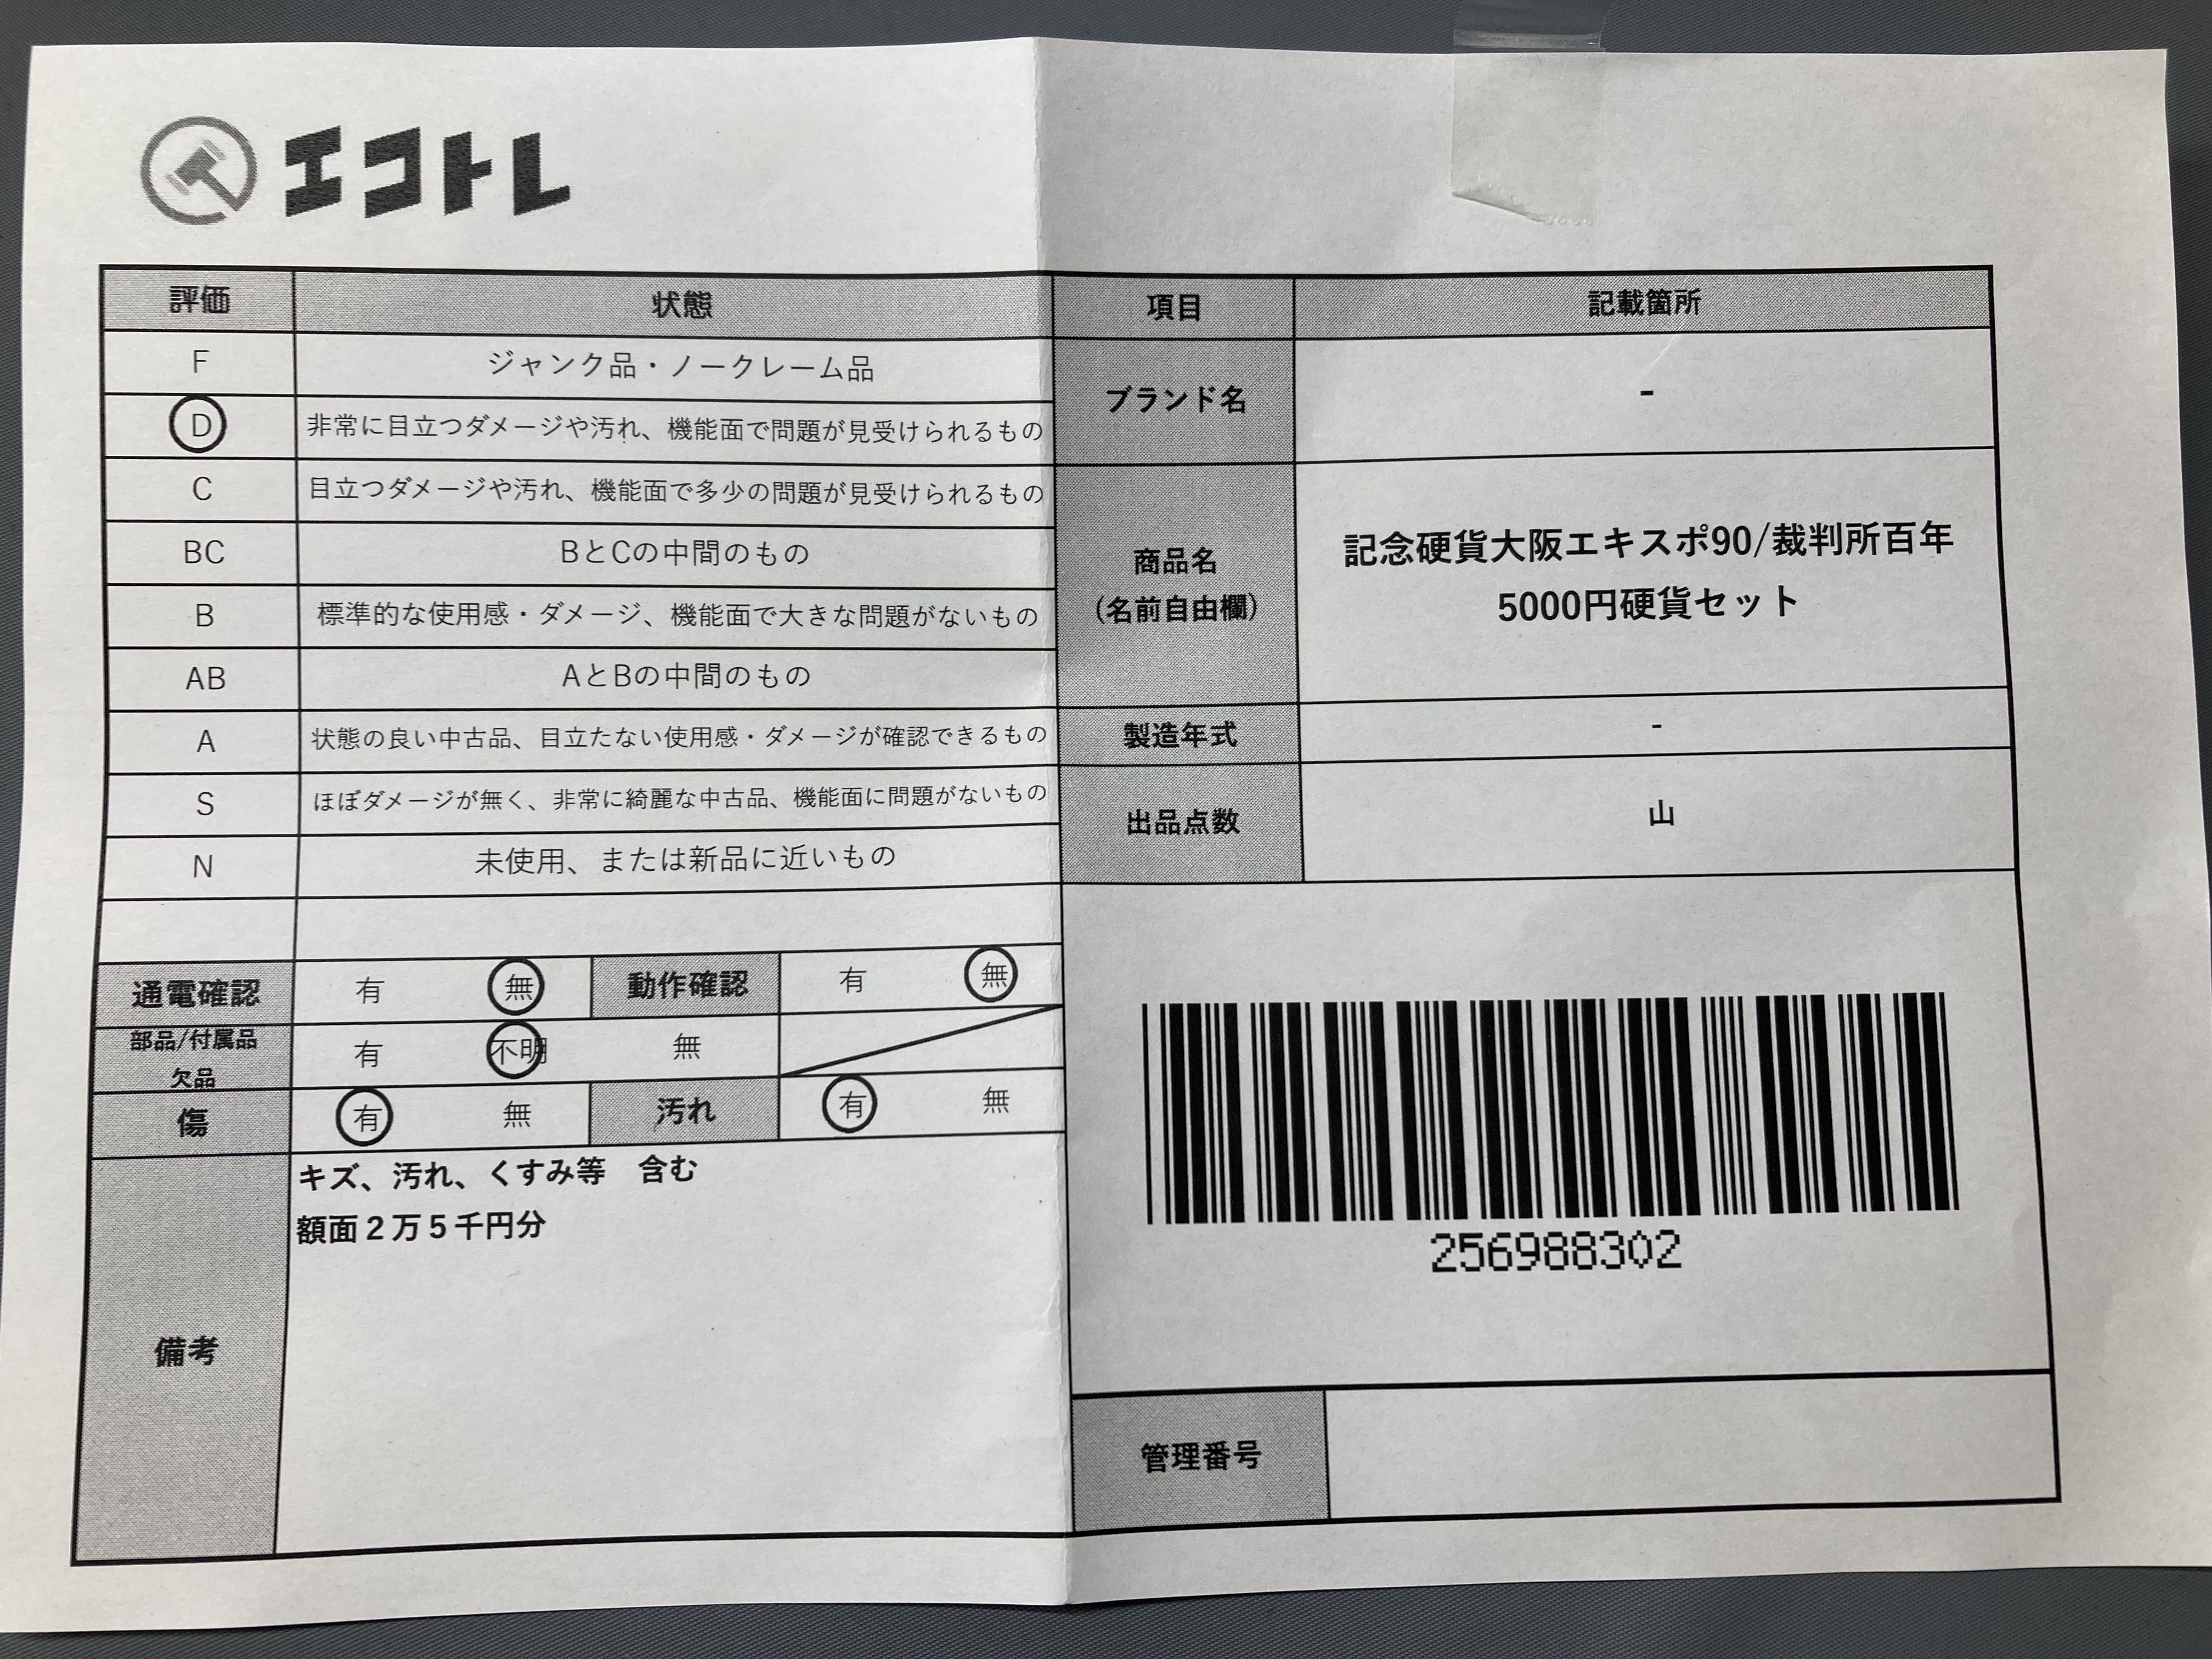 エコトレ
評価 状態
F ジャンク品・ノークレーム品
D 非常に目立つダメージや汚れ、機能面で問題が見受けられるもの
C 目立つダメージや汚れ、機能面で多少の問題が見受けられるもの
BC BとCの中間のもの
B 標準的な使用感・ダメージ、機能面で大きな問題がないもの
AB AとBの中間のもの
A 状態の良い中古品、目立たない使用感・ダメージが確認できるもの
S ほぼダメージが無く、非常に綺麗な中古品、機能面に問題がないもの
N 未使用、または新品に近いもの
通電確認 有 無 動作確認 有 無
部品/付属品
欠品 有 不明 無
傷 有 無 汚れ 有 無
備考
キズ、汚れ、くすみ等 含む
額面2万5千円分
項目 記載箇所
ブランド名 -
商品名
(名前自由欄)
記念硬貨大阪エキスポ90/裁判所百年
5000円硬貨セット
製造年式 -
出品点数 山
256988302
管理番号